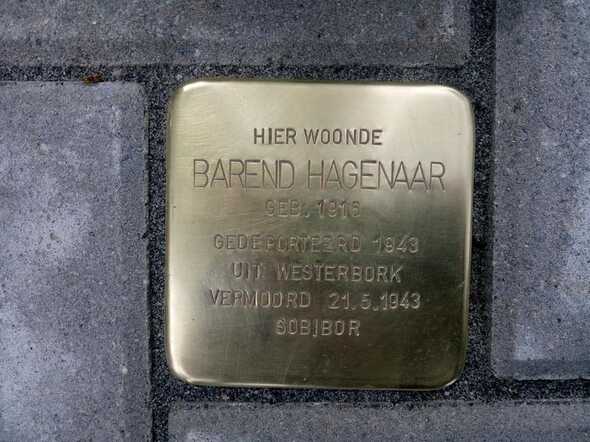 HIER WOONDE
BAREND HAGENAAR
GEB. 1916
GEDEPORTEERD 1943
UIT WESTERBORK
VERMOORD 21.5.1943
SOBIBOR